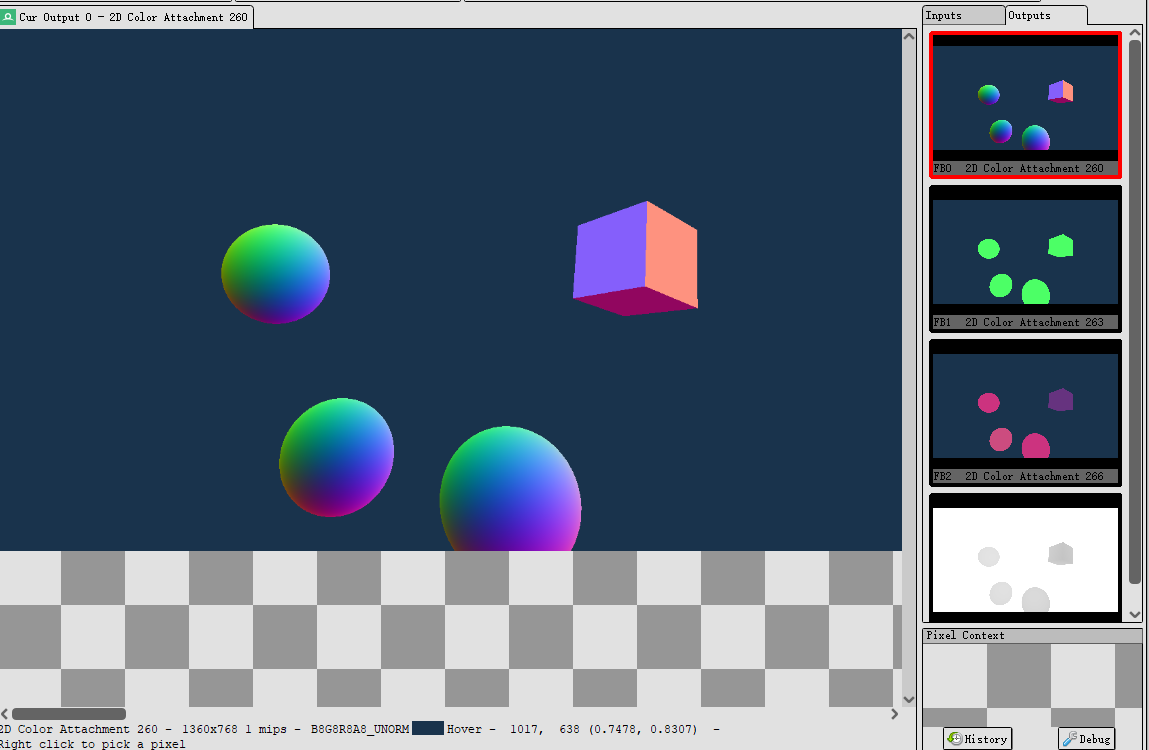 Cur Output 0 - 2D Color Attachment 260
Inputs
Outputs
FB0 2D Color Attachment 260
FB1 2D Color Attachment 263
FB2 2D Color Attachment 266
Pixel Context
2D Color Attachment 260 - 1360x768 1 mips - B8G8R8A8_UNORM Hover - 1017, 638 (0.7478, 0.8307) -
Right click to pick a pixel
History
Debug